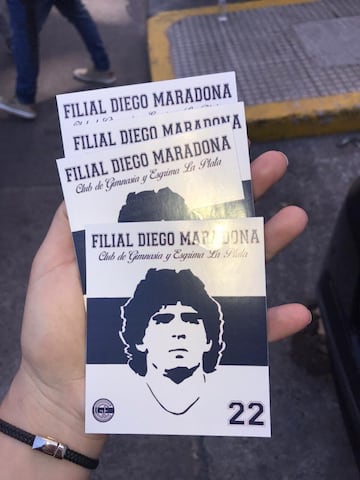 FILIAL DIEGO MARADONA
FILIAL DIEGO MARADONA
FILIAL DIEGO MARADONA
Club de Gimnasia y Esgrima La Plata
FILIAL DIEGO MARADONA
Club de Gimnasia y Esgrima La Plata
22